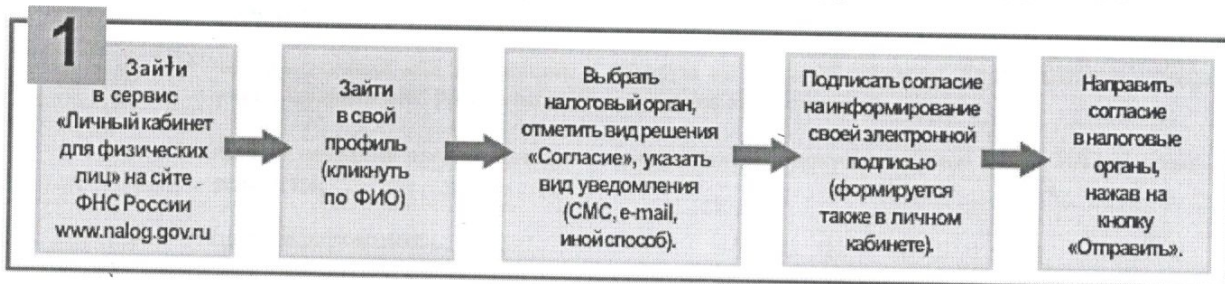 1
Зайти
в сервис
«Личный кабинет
для физических
лиц» на сйте
ФНС России
www.nalog.gov.ru
Зайти
в свой
профиль
(кликнуть
по ФИО)
Выбрать
налоговый орган,
отметить вид решения
«Согласие», указать
вид уведомления
(СМС, e-mail,
иной способ).
Подписать согласие
на информирование
своей электронной
подписью
(формируется
также в личном
кабинете).
Направить
согласие
в налоговые
органы,
нажав на
кнопку
«Отправить».